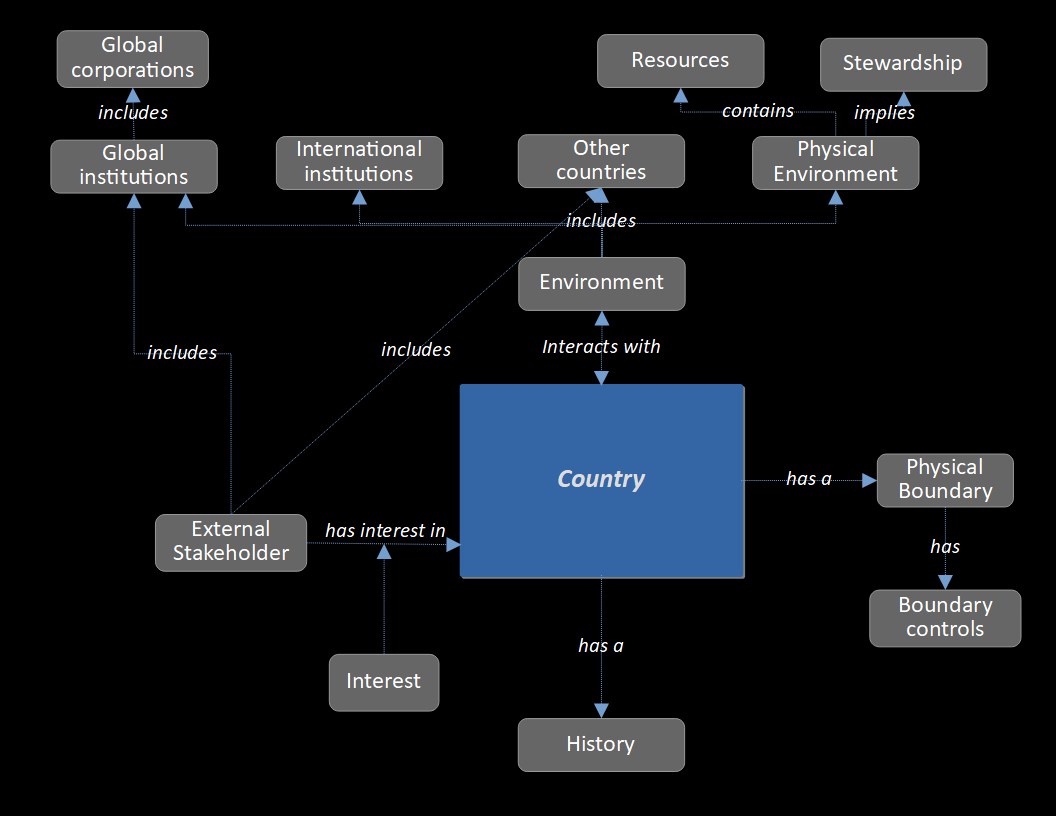 Global
corporations
Resources
Stewardship
includes
contains
implies
Global
institutions
International
institutions
Other
countries
Physical
Environment
includes
Environment
includes
includes
Interacts with
Country
has a
Physical
Boundary
External
Stakeholder
has interest in
has
Boundary
controls
has a
Interest
History